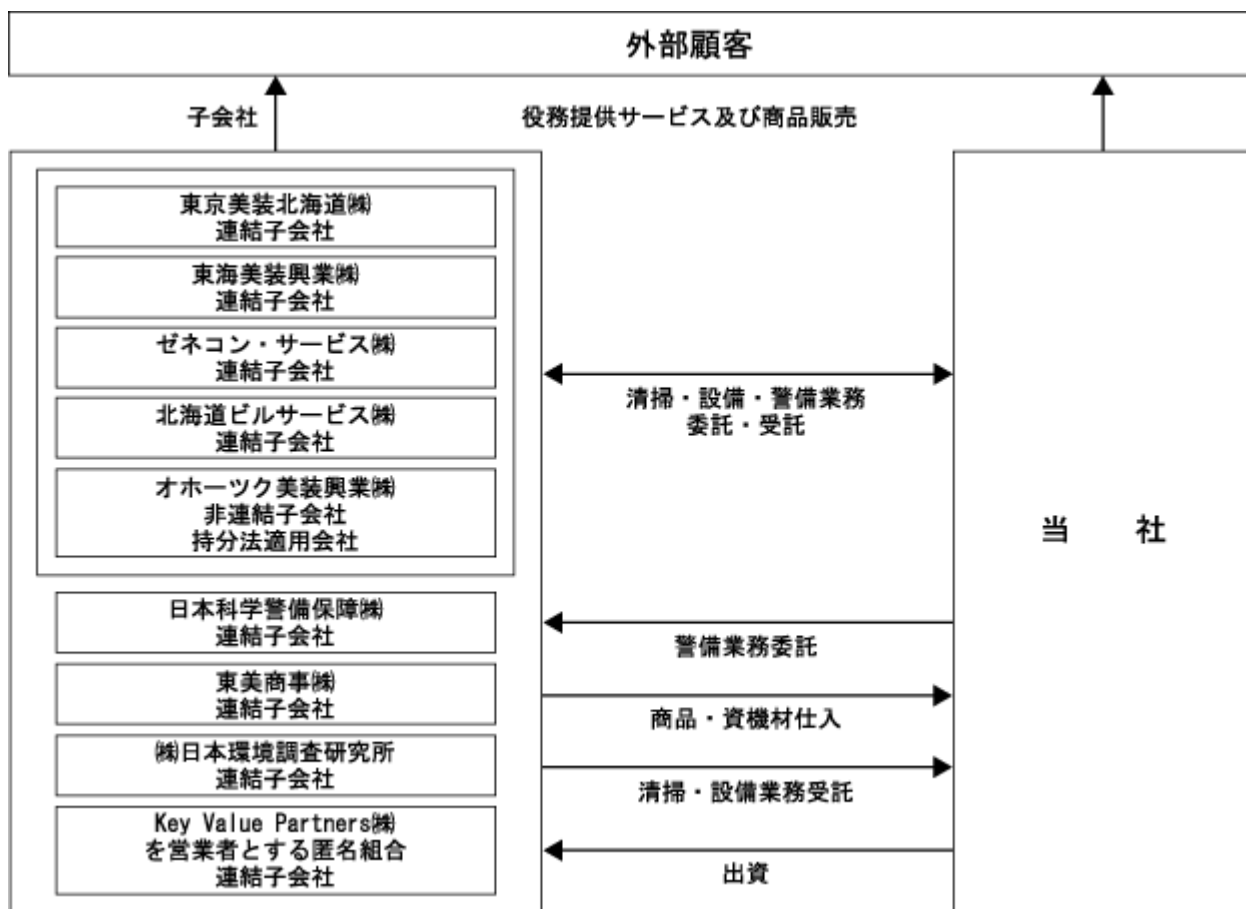 外部顧客
子会社
役務提供サービス及び商品販売
東京美装北海道㈱
連結子会社
東海美装興業㈱
連結子会社
ゼネコン・サービス㈱
連結子会社
北海道ビルサービス㈱
連結子会社
オホーツク美装興業㈱
非連結子会社
持分法適用会社
清掃・設備・警備業務
委託・受託
当　社
日本科学警備保障㈱
連結子会社
警備業務委託
東美商事㈱
連結子会社
商品・資機材仕入
㈱日本環境調査研究所
連結子会社
清掃・設備業務受託
Key Value Partners㈱
を営業者とする匿名組合
連結子会社
出資